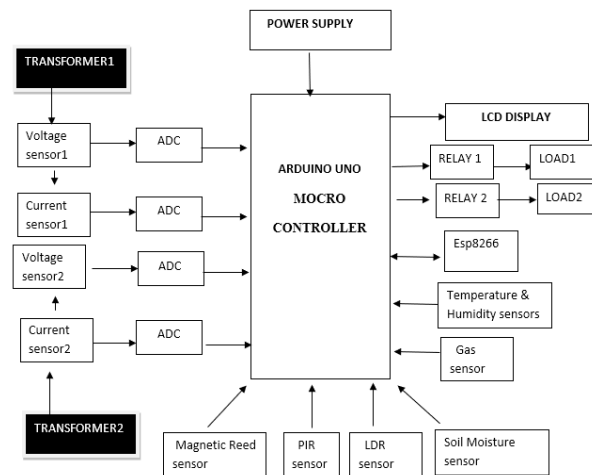 POWER SUPPLY
TRANSFORMER1
Voltage
sensor1
ADC
Current
sensor1
ADC
Voltage
sensor2
ADC
Current
sensor2
ADC
TRANSFORMER2
ARDUINO UNO
MOCRO
CONTROLLER
LCD DISPLAY
RELAY 1
LOAD1
RELAY 2
LOAD2
Esp8266
Temperature &
Humidity sensors
Gas
sensor
Magnetic Reed
sensor
PIR
sensor
LDR
sensor
Soil Moisture
sensor